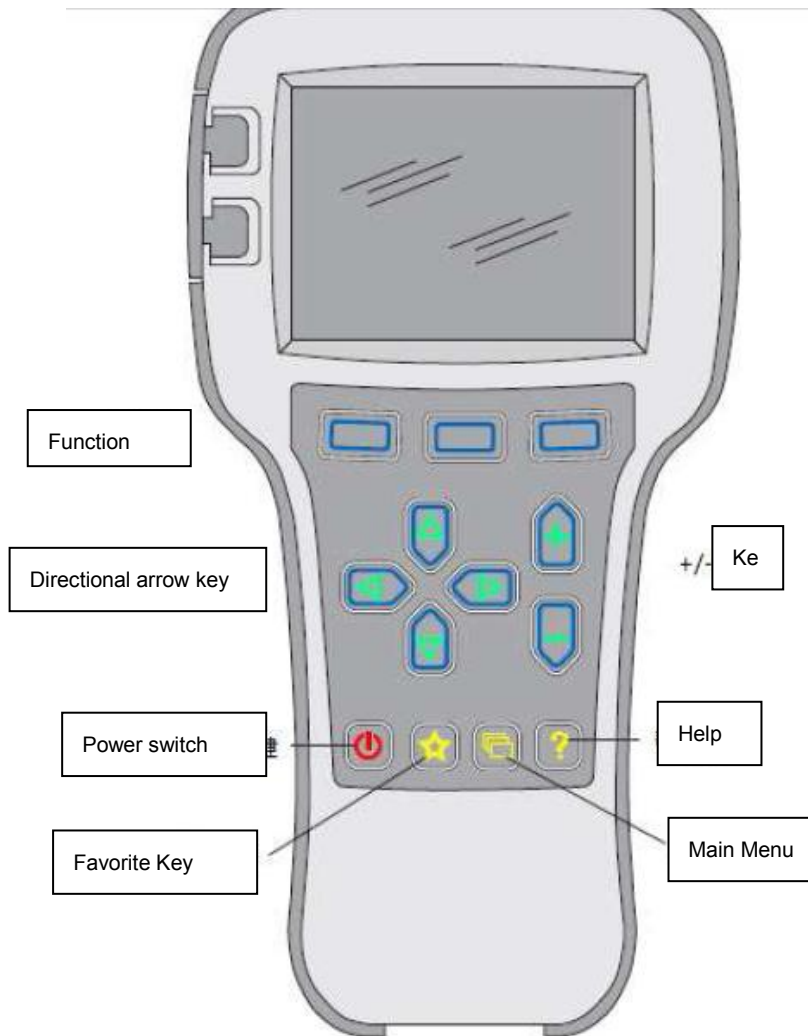 Function
Directional arrow key
+/- Ke
Power switch
Help
?
Favorite Key
Main Menu